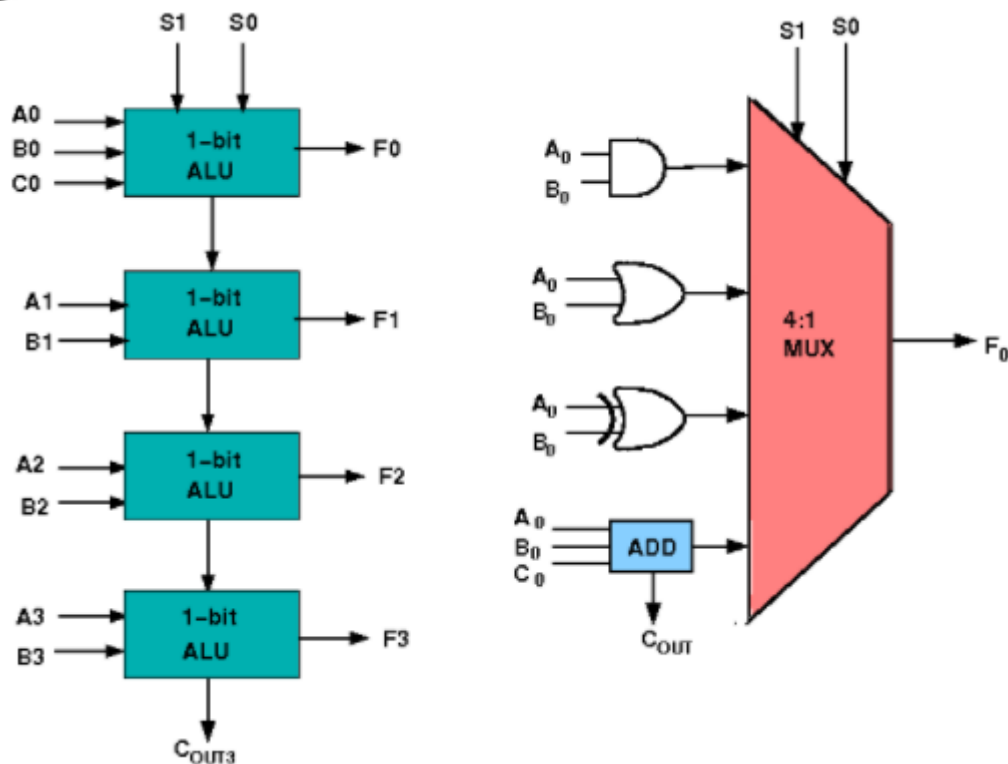 S1 S0
A0
B0
C0
1-bit
ALU
F0
A1
B1
1-bit
ALU
F1
A2
B2
1-bit
ALU
F2
A3
B3
1-bit
ALU
F3
COUT3
S1 S0
A0
B0
A0
B0
A0
B0
A0
B0
C0
ADD
COUT
4:1
MUX
F0